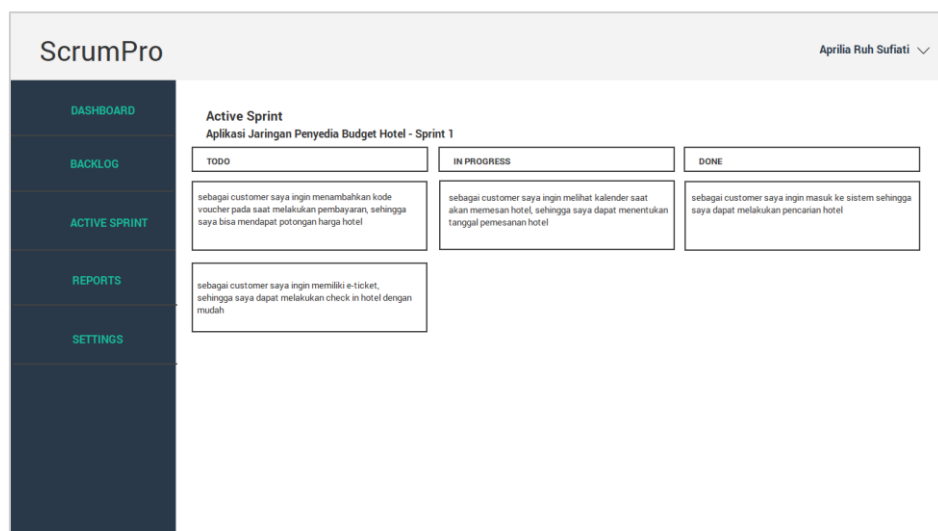 ScrumPro
Aprilia Ruh Sufiati
DASHBOARD
BACKLOG
ACTIVE SPRINT
REPORTS
SETTINGS
Active Sprint
Aplikasi Jaringan Penyedia Budget Hotel - Sprint 1
TODO
sebagai customer saya ingin menambahkan kode
voucher pada saat melakukan pembayaran, sehingga
saya bisa mendapat potongan harga hotel
sebagai customer saya ingin memiliki e-ticket,
sehingga saya dapat melakukan check in hotel dengan
mudah
IN PROGRESS
sebagai customer saya ingin melihat kalender saat
akan memesan hotel, sehingga saya dapat menentukan
tanggal pemesanan hotel
DONE
sebagai customer saya ingin masuk ke sistem sehingga
saya dapat melakukan pencarian hotel